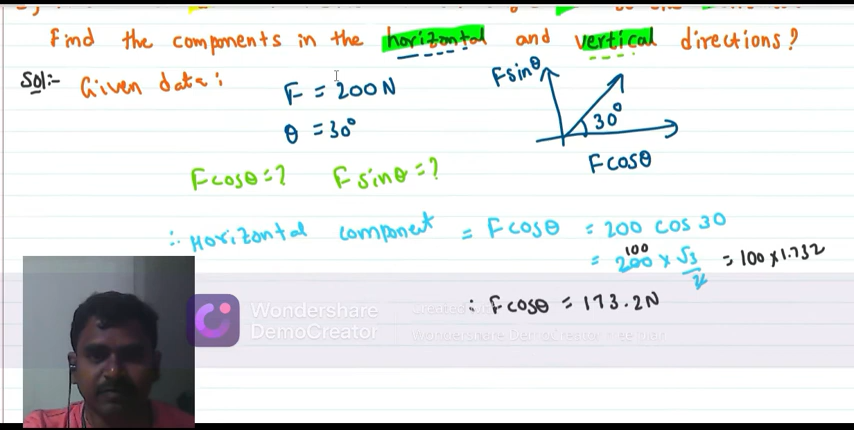 Find the components in the horizontal and vertical directions?
Sol:- Given data:
F = 200N
θ = 30°
Fsinθ
30°
Fcosθ
Fcosθ=? Fsinθ=?
∴ Horizontal component = Fcosθ = 200 cos 30
= 200 100 × √3/2 = 100 × 1.732
∴ Fcosθ = 173.2N
Wondershare
DemoCreator